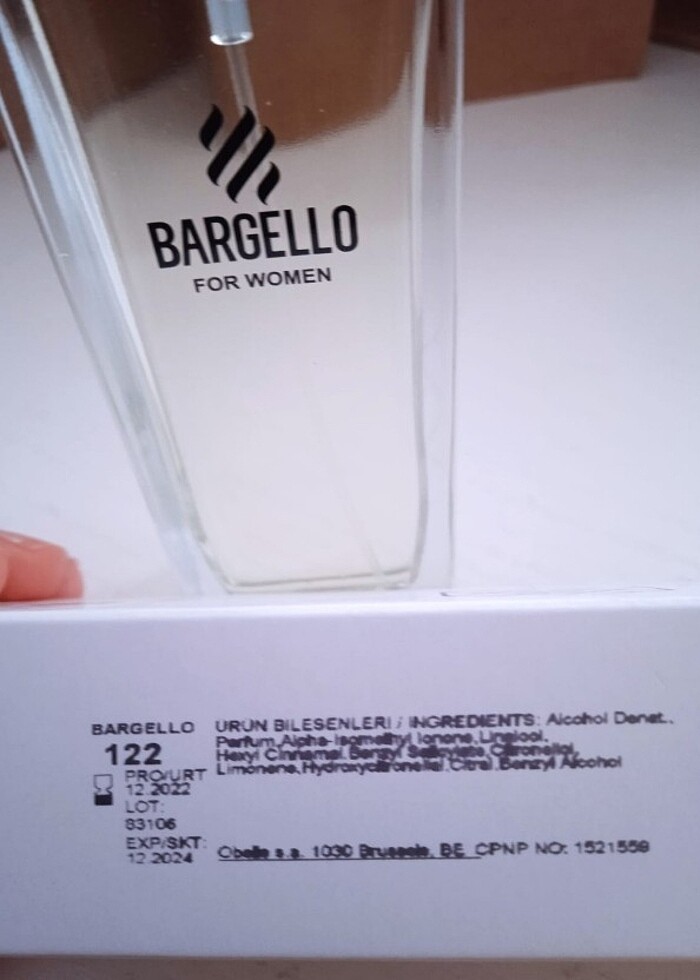 BARGELLO
FOR WOMEN
BARGELLO
122
PRO/URT
12.2022
LOT:
83106
EXP/SKT:
12.2024
ÜRÜN BILESENLERI / INGREDIENTS: Alcohol Denat.,
Parfum,Alpha-Isomethyl Ionone,Linalool,
Hexyl Cinnamal,Benzyl Salicylate,Citronellol,
Limonene,Hydroxycitronellal,Citral,Benzyl Alcohol
Obelis s.a. 1030 Brussels, BE CPNP NO: 1521559